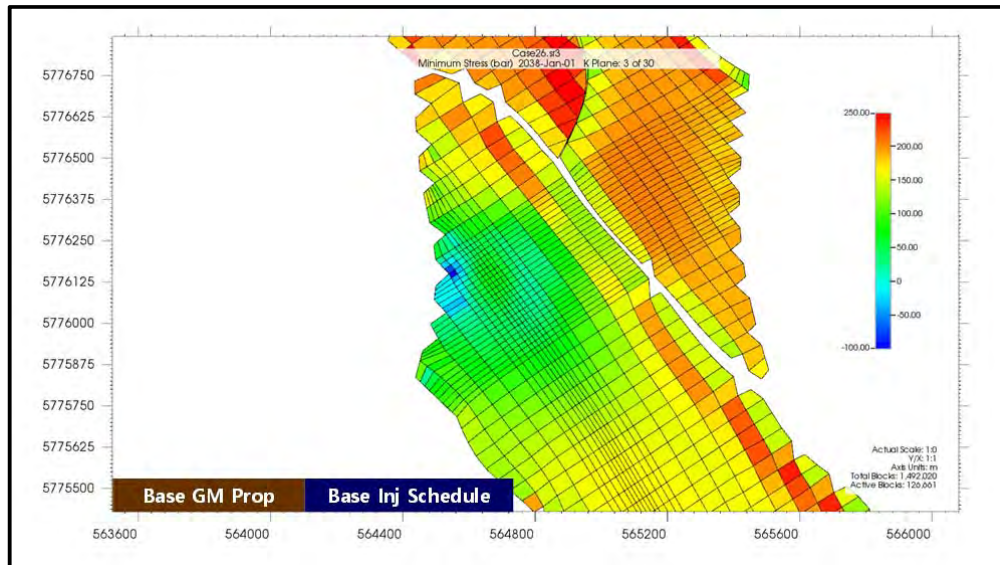 Case26.sr3
Minimum Stress (bar) 2038-Jan-01 K Plane: 3 of 30
5776750
5776625
5776500
5776375
5776250
5776125
5776000
5775875
5775750
5775625
5775500
250.00
200.00
150.00
100.00
50.00
0
-50.00
-100.00
Actual Scale: 1:0
Y/X: 1:1
Axis Units: m
Total Blocks: 1,492,020
Active Blocks: 126,661
Base GM Prop
Base Inj Schedule
563600
564000
564400
564800
565200
565600
566000